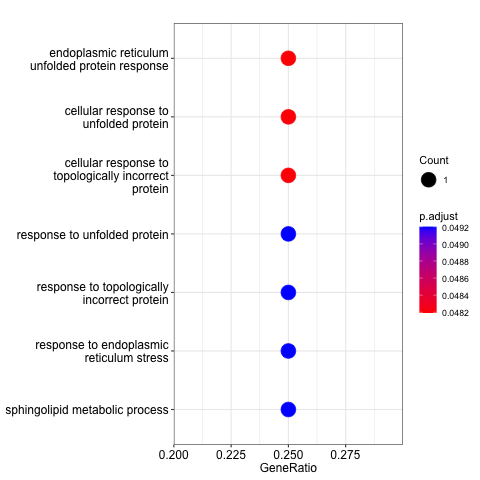 endoplasmic reticulum
unfolded protein response
cellular response to
unfolded protein
cellular response to
topologically incorrect
protein
response to unfolded protein
response to topologically
incorrect protein
response to endoplasmic
reticulum stress
sphingolipid metabolic process
0.200 0.225 0.250 0.275
GeneRatio
Count
1
p.adjust
0.0492
0.0490
0.0488
0.0486
0.0484
0.0482